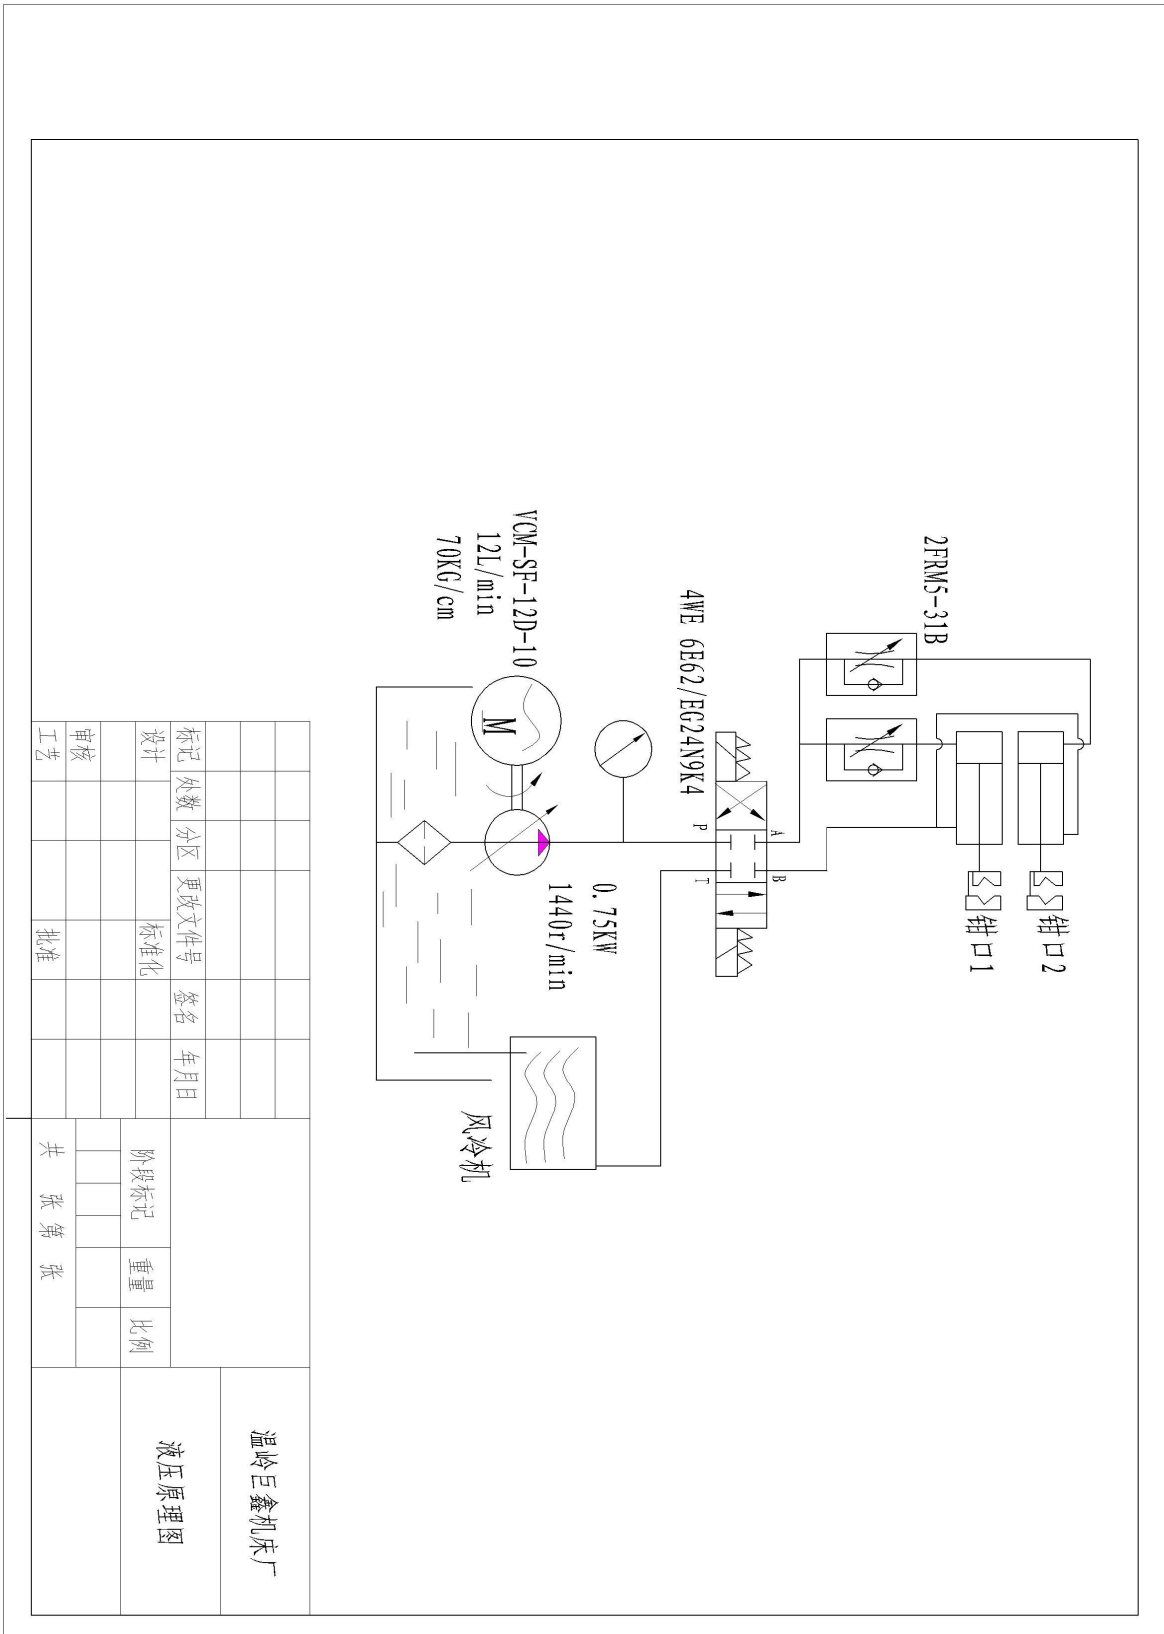 钳口2
钳口1
2FRM5-31B
A
B
P
T
4WE 6E62/EG24N9K4
0.75KW
1440r/min
VCM-SF-12D-10
12L/min
70KG/cm
M
风冷机
温岭巨鑫机床厂
标记 处数 分区 更改文件号 签名 年月日
设计 标准化 阶段标记 重量 比例
液压原理图
审核
工艺 批准 共 张 第 张